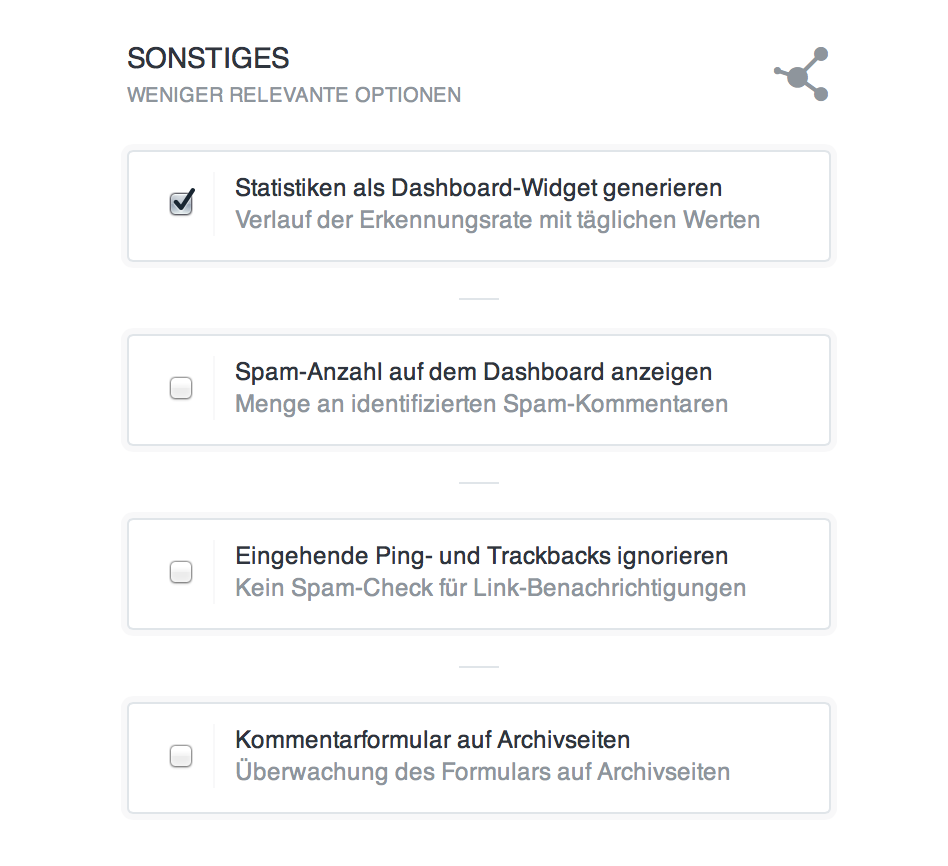 SONSTIGES
WENIGER RELEVANTE OPTIONEN
Statistiken als Dashboard-Widget generieren
Verlauf der Erkennungsrate mit täglichen Werten
Spam-Anzahl auf dem Dashboard anzeigen
Menge an identifizierten Spam-Kommentaren
Eingehende Ping- und Trackbacks ignorieren
Kein Spam-Check für Link-Benachrichtigungen
Kommentarformular auf Archivseiten
Überwachung des Formulars auf Archivseiten